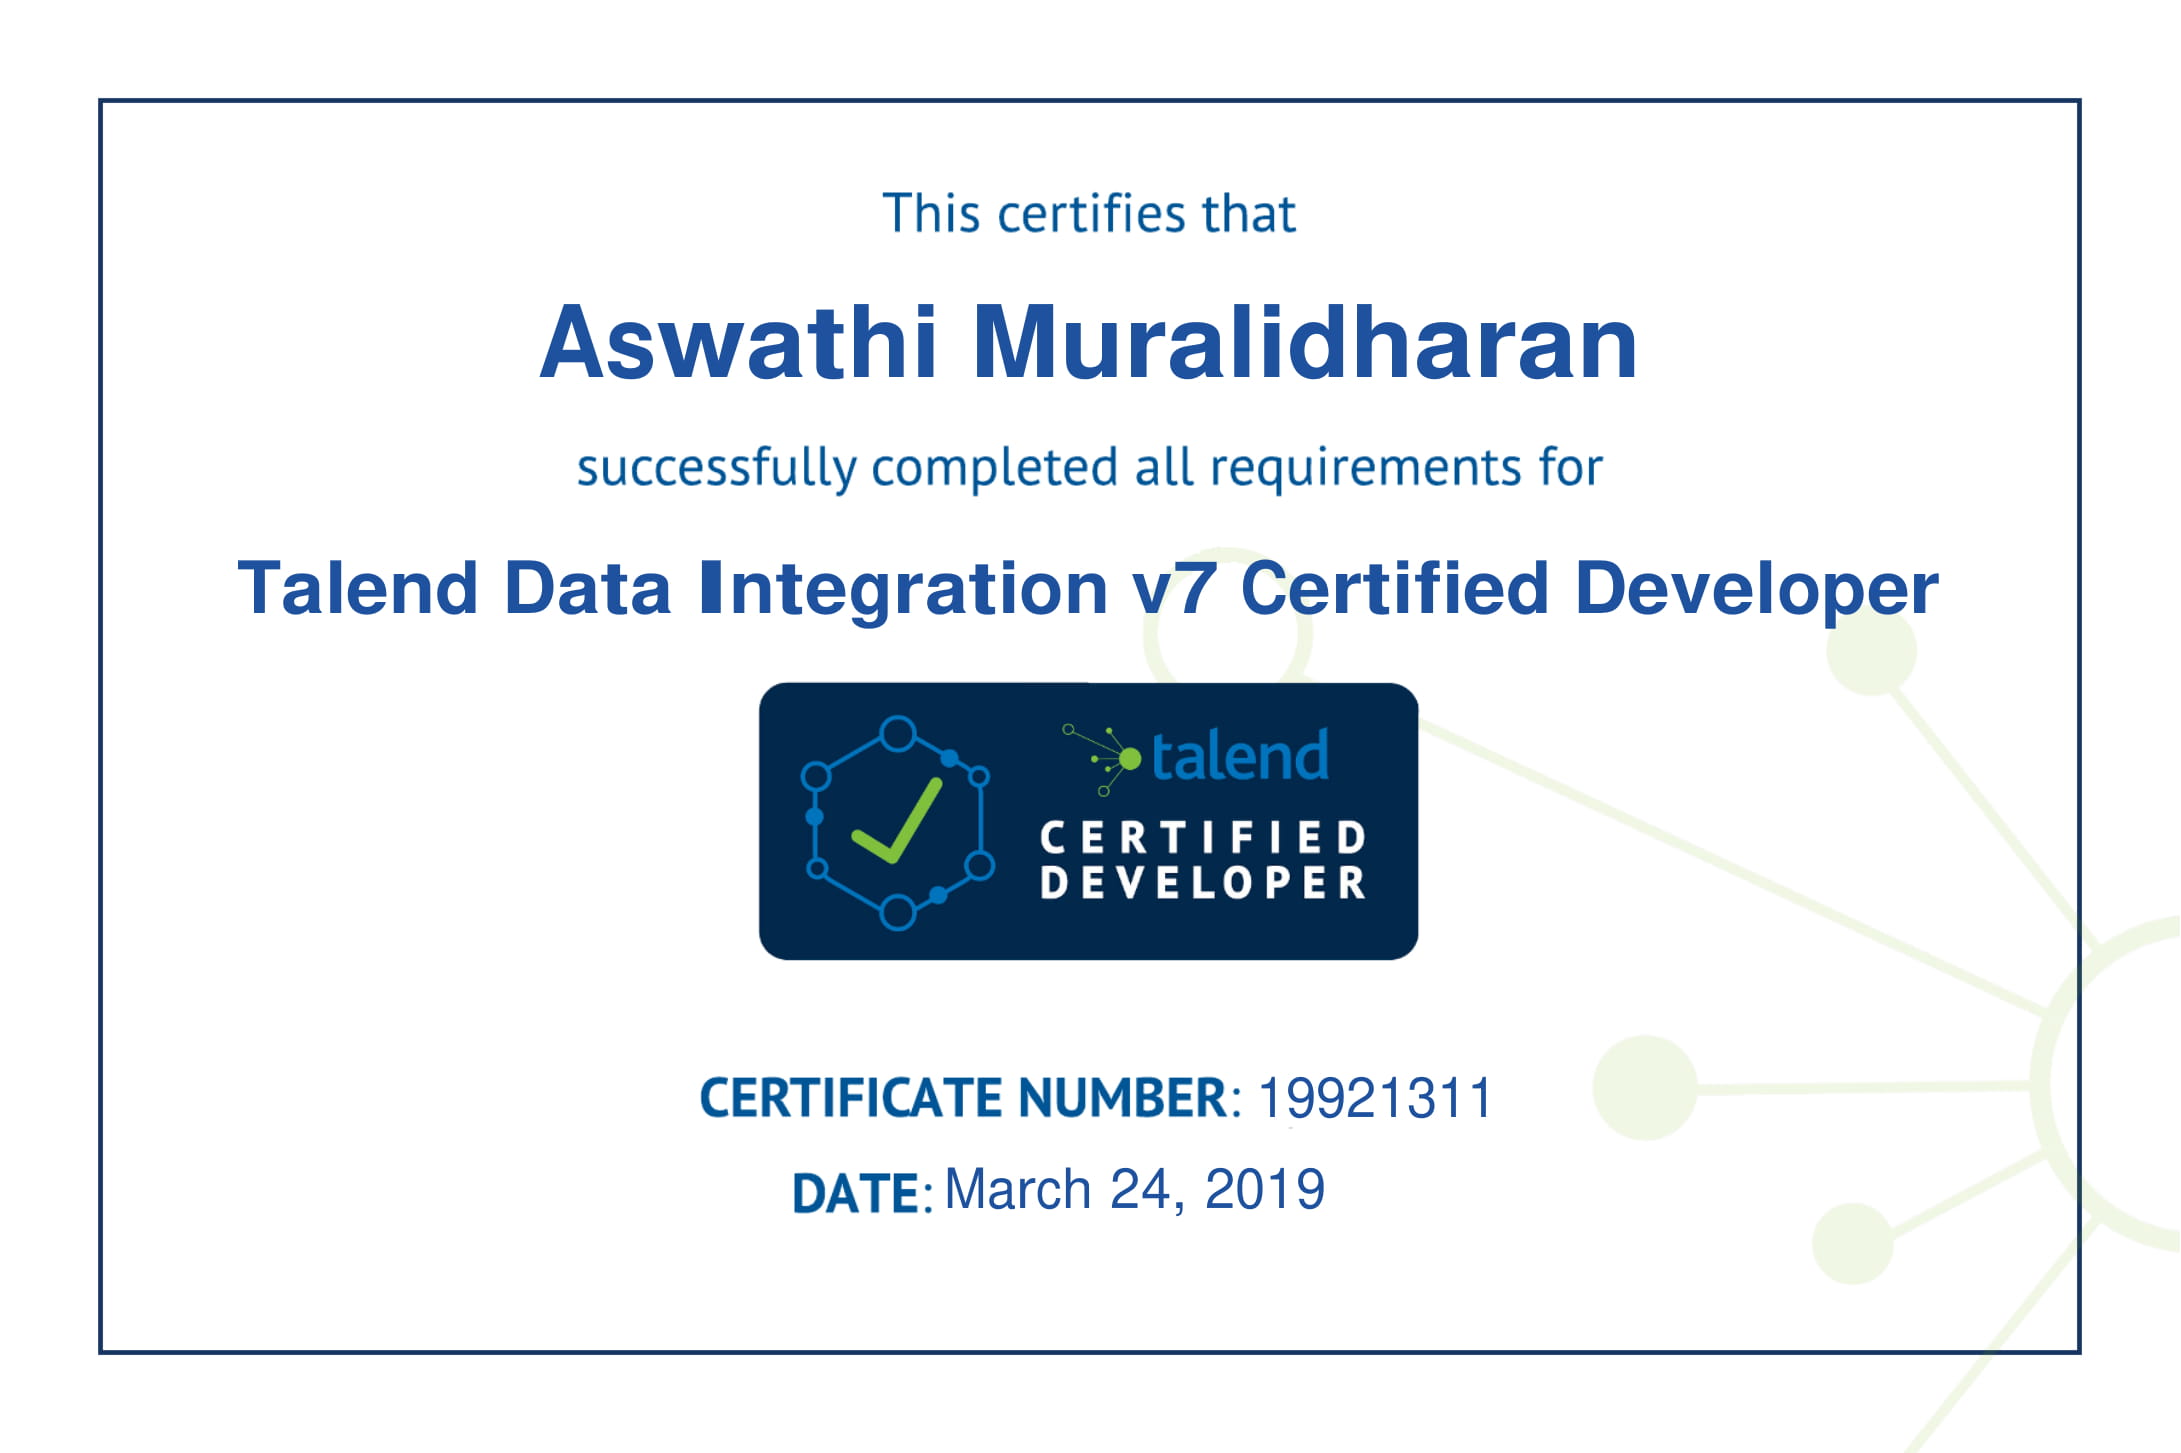 This certifies that
Aswathi Muralidharan
successfully completed all requirements for
Talend Data Integration v7 Certified Developer
talend
CERTIFIED
DEVELOPER
CERTIFICATE NUMBER: 19921311
DATE: March 24, 2019